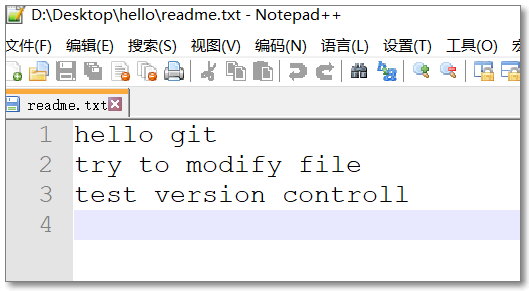 D:\Desktop\hello\readme.txt - Notepad++
文件(F) 编辑(E) 搜索(S) 视图(V) 编码(N) 语言(L) 设置(T) 工具(O)
readme.txt
1 hello git
2 try to modify file
3 test version controll
4